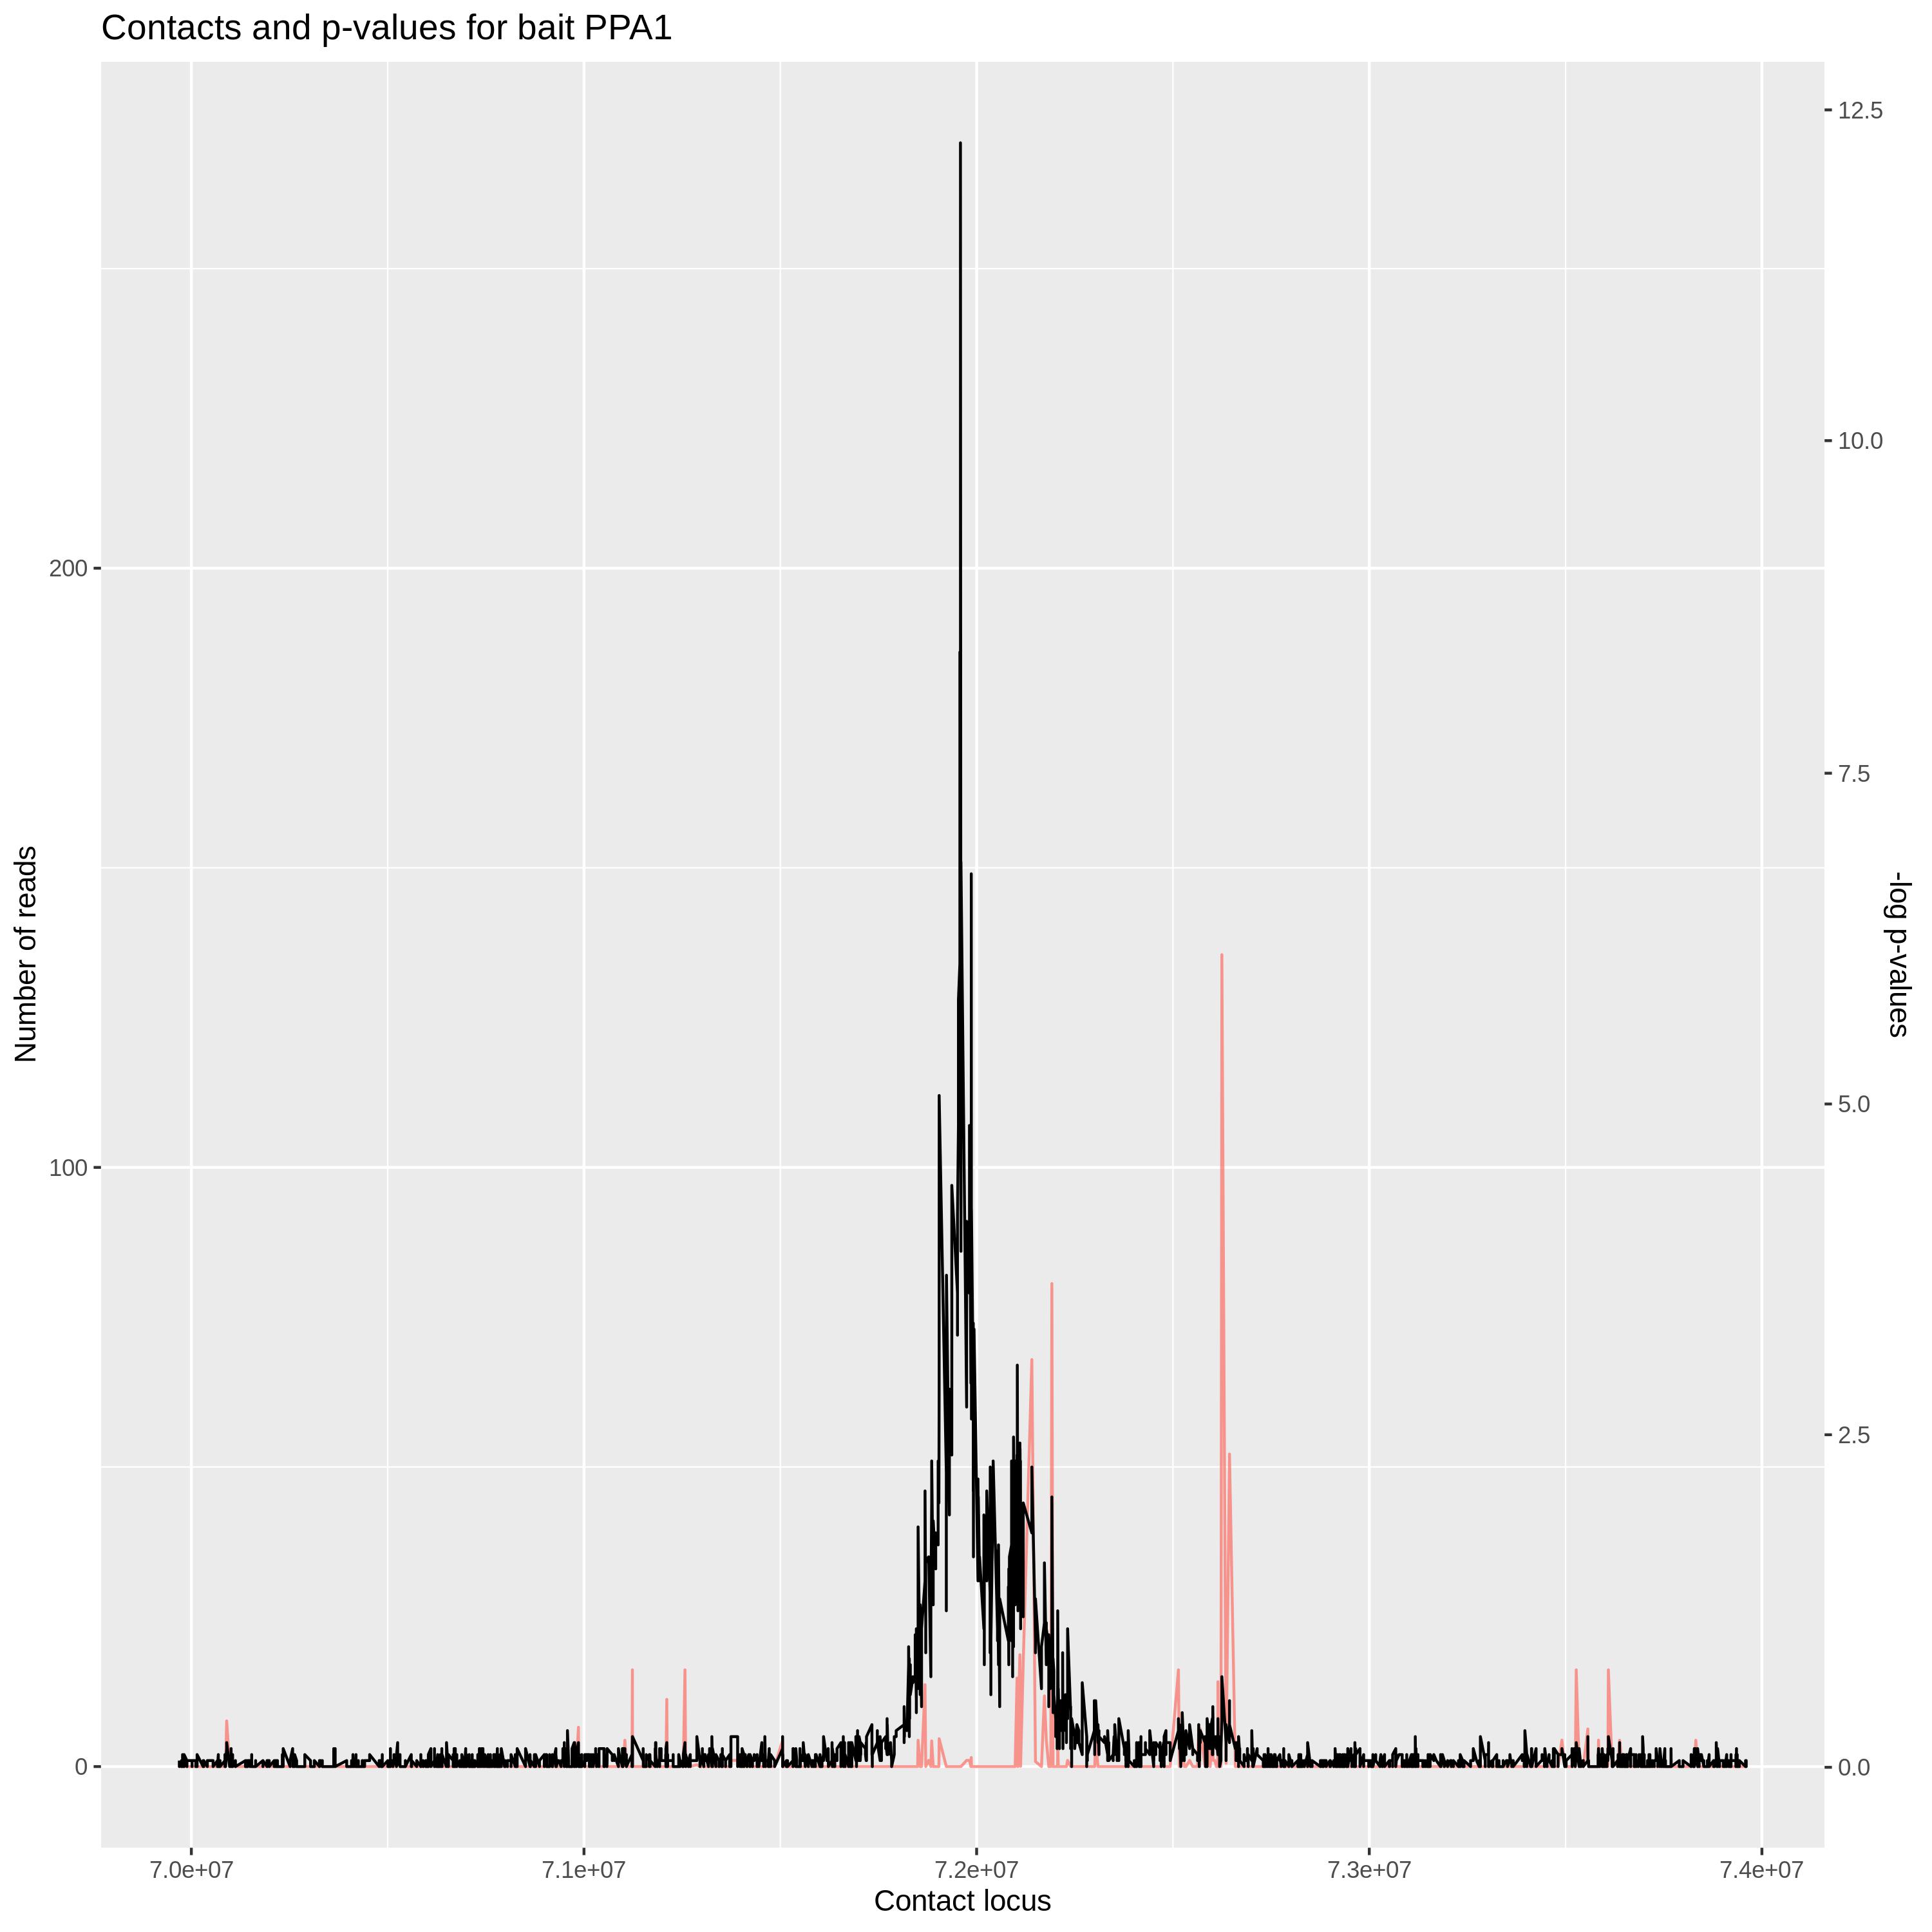 Contacts and p-values for bait PPA1
12.5
10.0
200
7.5
Number of reads
-log p-values
5.0
100
2.5
0
0.0
7.0e+07
7.1e+07
7.2e+07
7.3e+07
7.4e+07
Contact locus